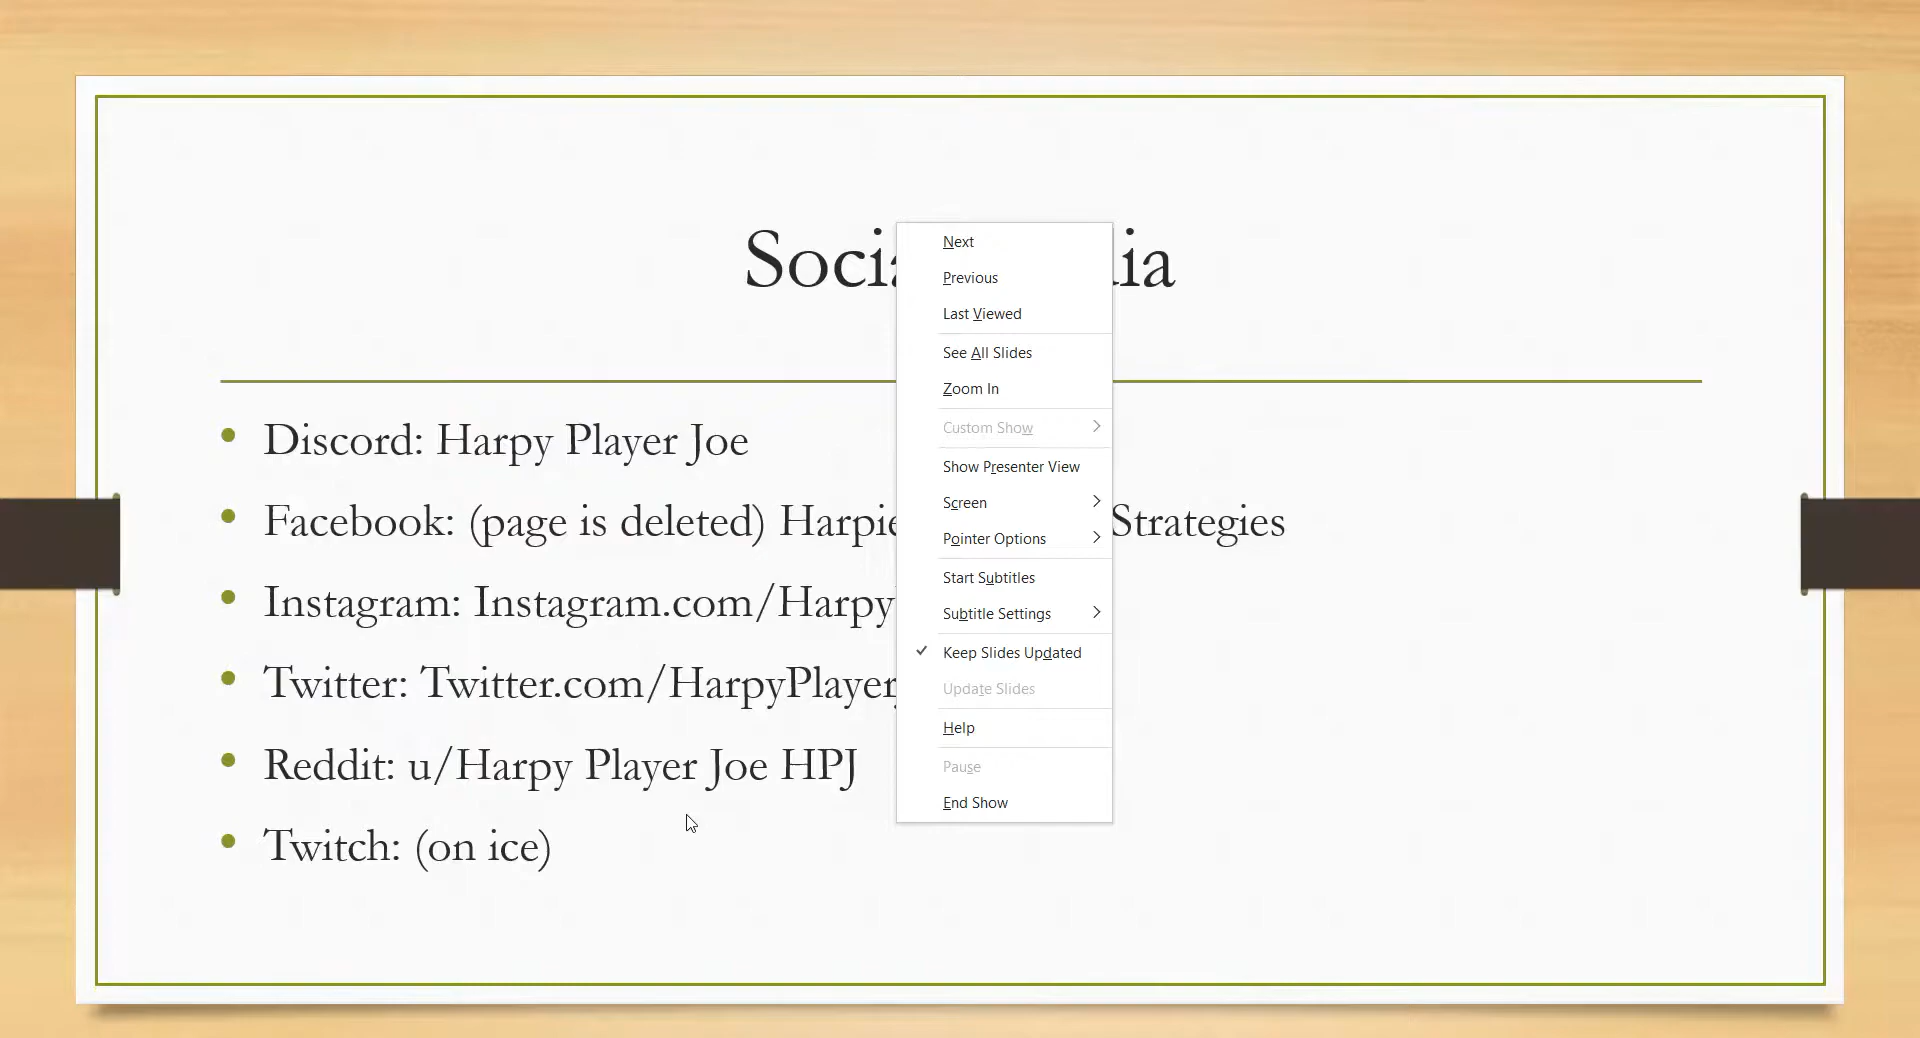 Soci ia
Discord: Harpy Player Joe
Facebook: (page is deleted) Harpie Strategies
Instagram: Instagram.com/Harpy
Twitter: Twitter.com/HarpyPlayer
Reddit: u/Harpy Player Joe HPJ
Twitch: (on ice)
Next
Previous
Last Viewed
See All Slides
Zoom In
Custom Show
Show Presenter View
Screen
Pointer Options
Start Subtitles
Subtitle Settings
Keep Slides Updated
Update Slides
Help
Pause
End Show